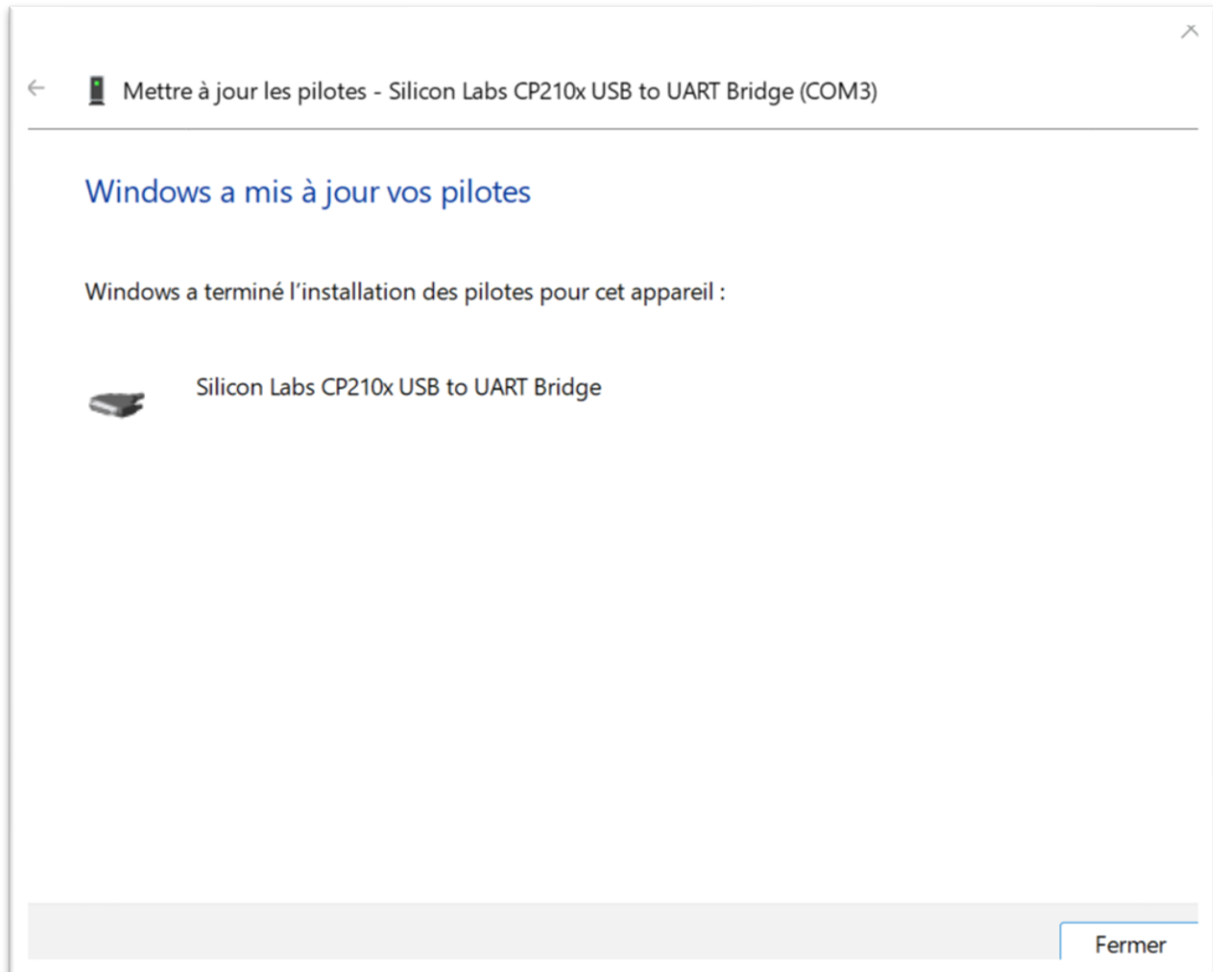 Mettre à jour les pilotes - Silicon Labs CP210x USB to UART Bridge (COM3)
Windows a mis à jour vos pilotes
Windows a terminé l’installation des pilotes pour cet appareil :
Silicon Labs CP210x USB to UART Bridge
Fermer